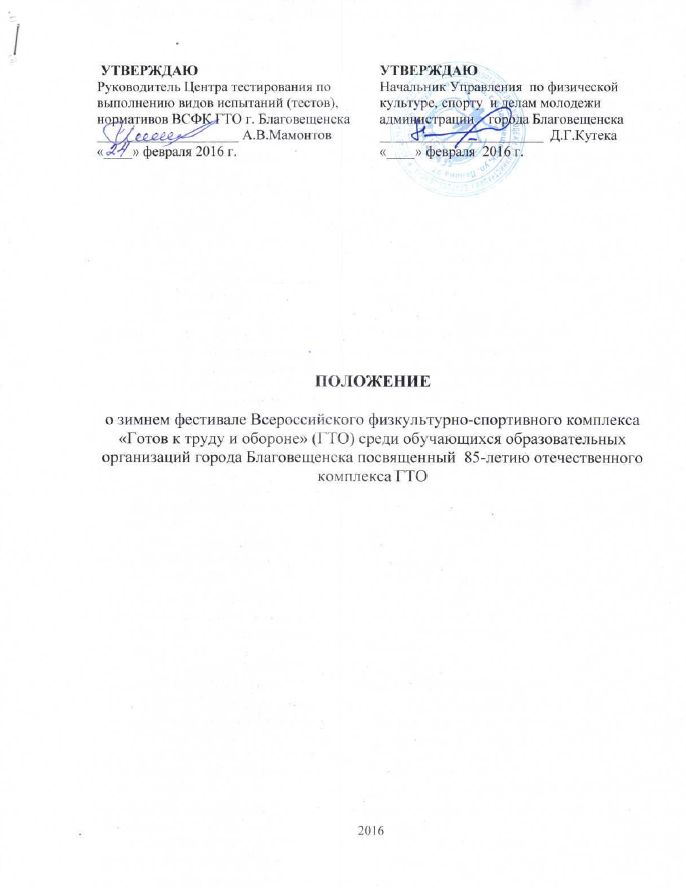 УТВЕРЖДАЮ
Руководитель Центра тестирования по
выполнению видов испытаний (тестов),
нормативов ВСФК ГТО г. Благовещенска
А.В.Мамонтов
«24» февраля 2016 г.
УТВЕРЖДАЮ
Начальник Управления по физической
культуре, спорту и делам молодежи
администрации города Благовещенска
Д.Г.Кутека
«____» февраля 2016 г.
ПОЛОЖЕНИЕ
о зимнем фестивале Всероссийского физкультурно-спортивного комплекса
«Готов к труду и обороне» (ГТО) среди обучающихся образовательных
организаций города Благовещенска посвященный 85-летию отечественного
комплекса ГТО
2016